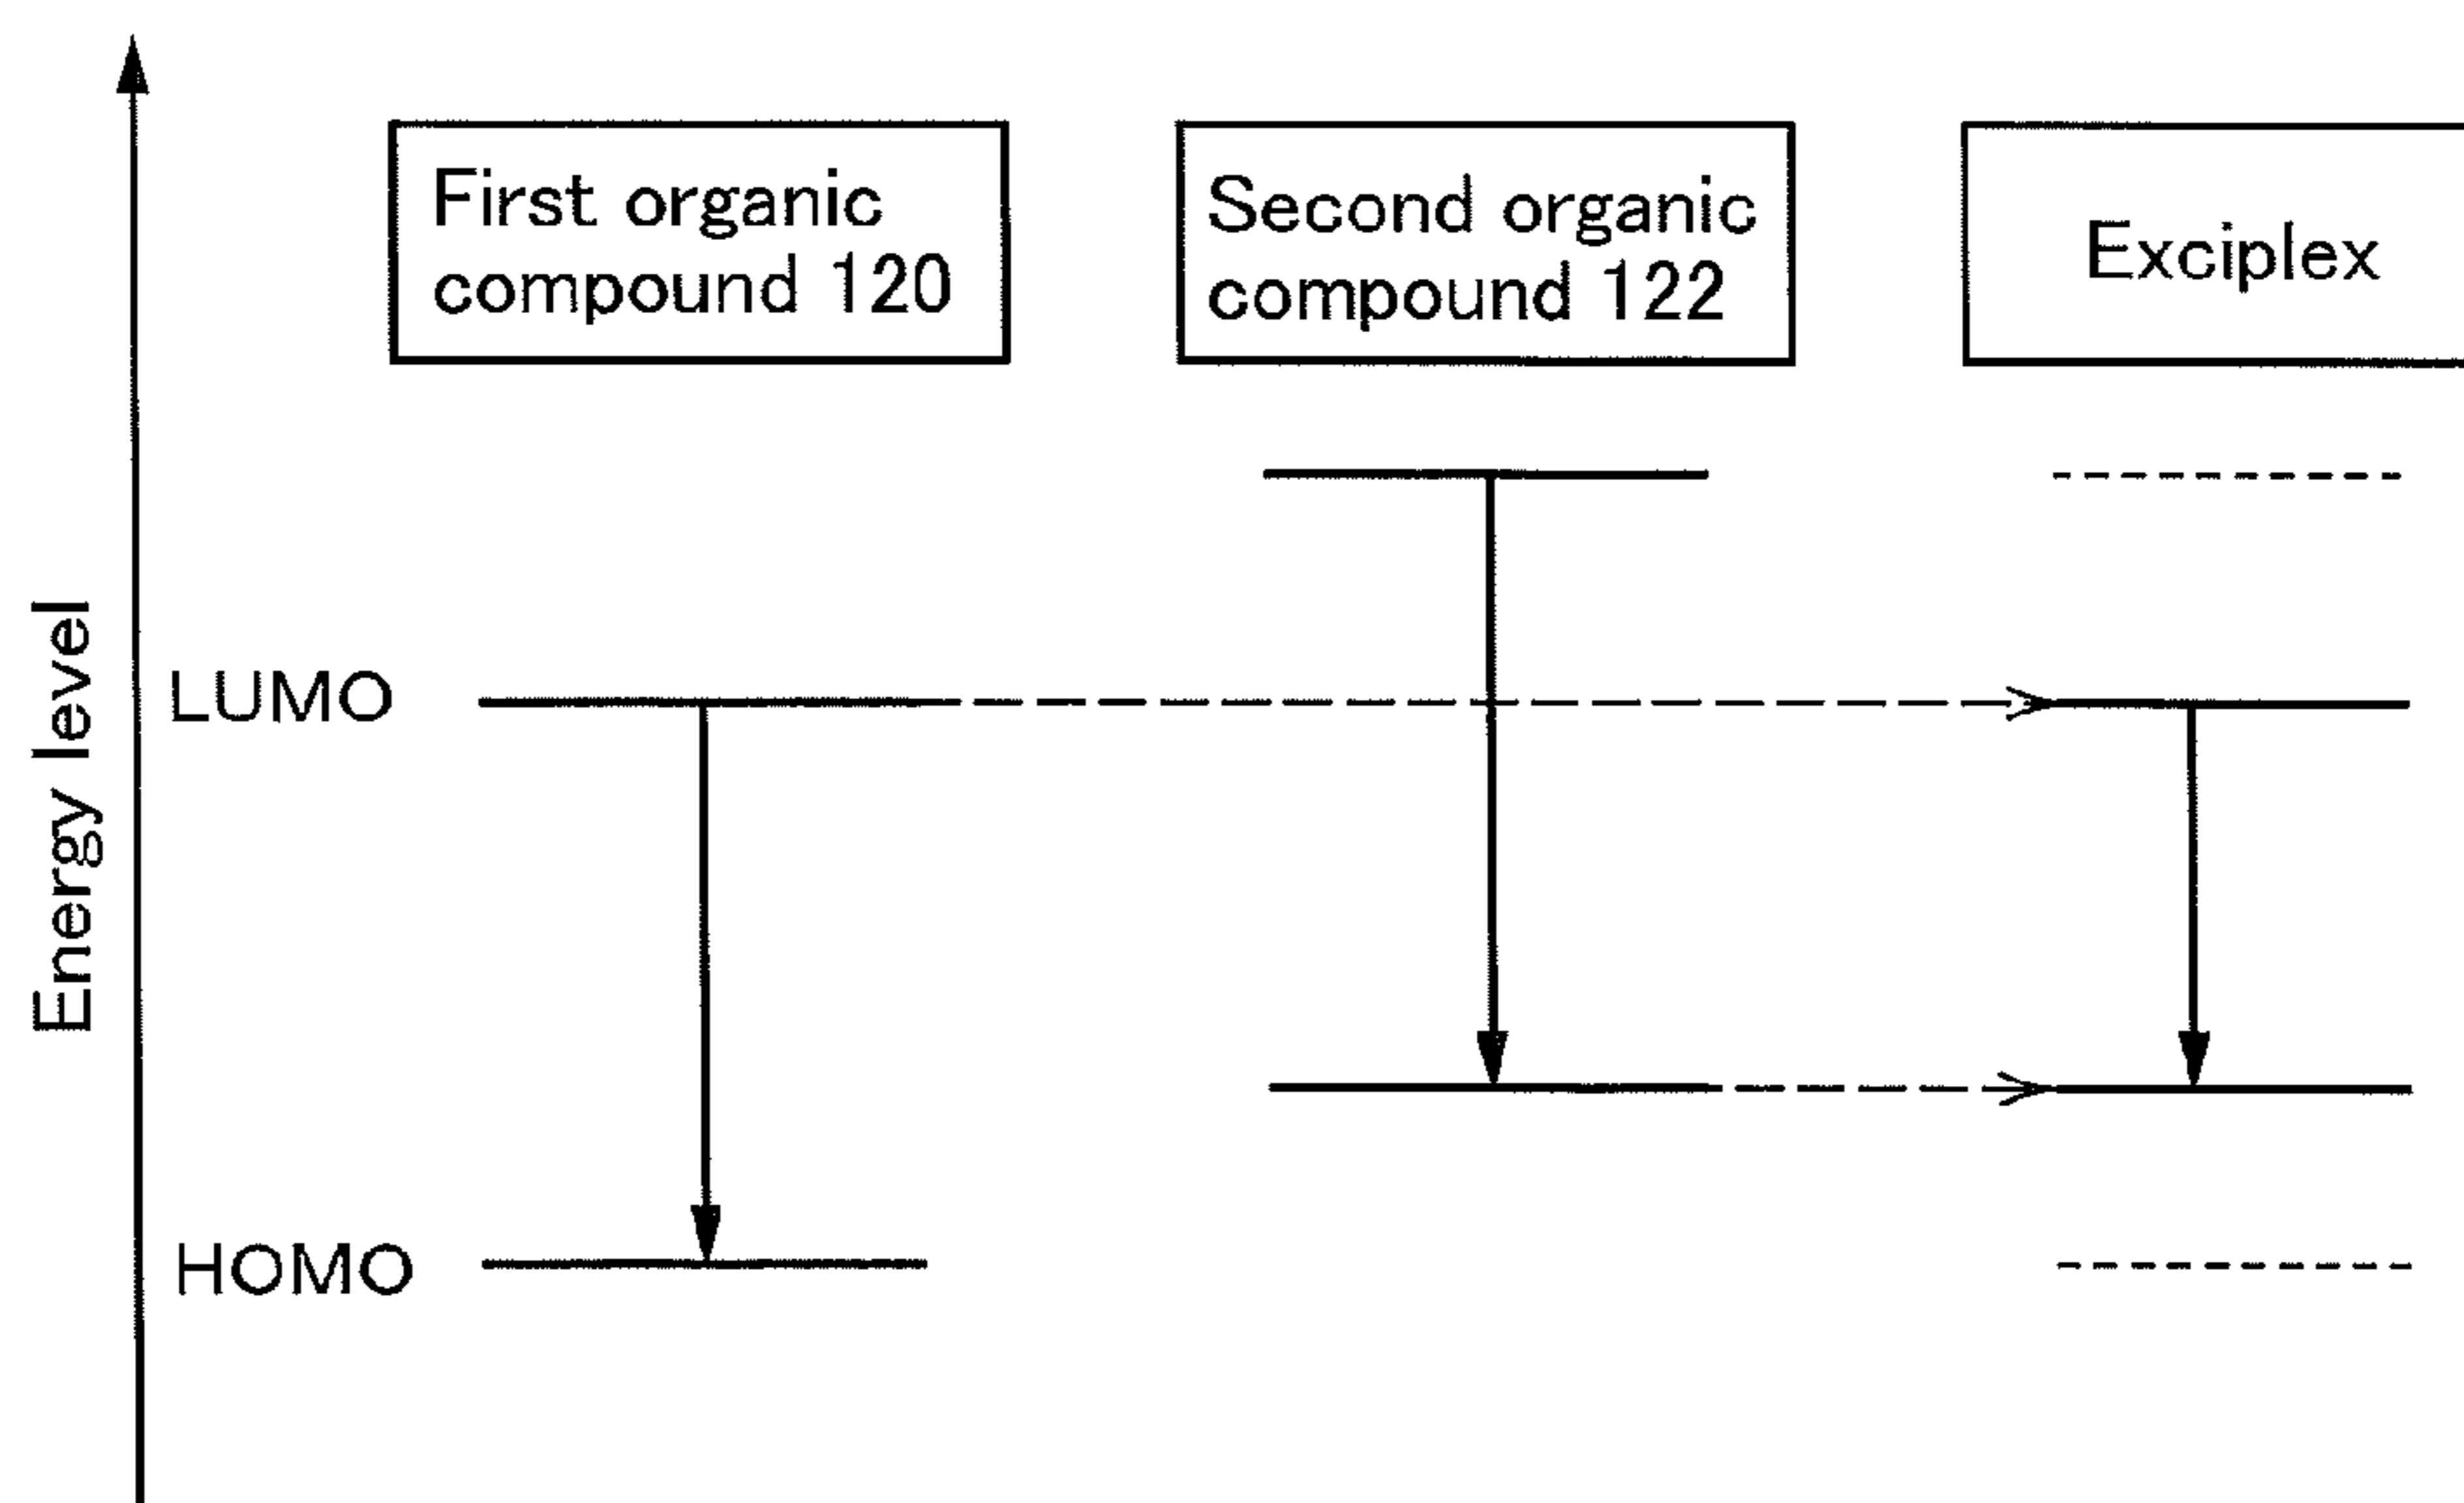 First organic
compound 120
Second organic
compound 122
Exciplex
Energy level
LUMO
HOMO